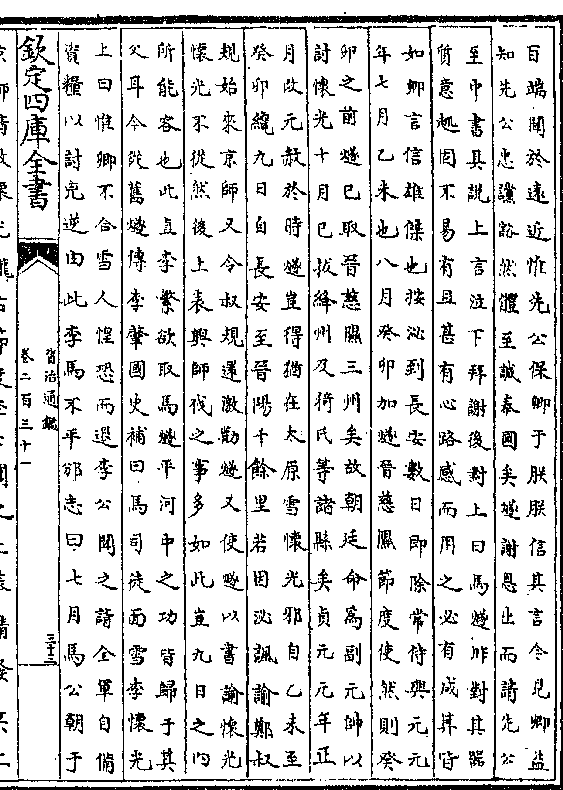 百端聞於遠近惟先公保卿于朕朕信其言今見卿益
知先公忠讜豁然體至誠奉國矣燧謝恩出而請先公
至中書具說上言泣下拜謝後對上曰馬燧昨對其器
質意趣固不易有且甚有心路感而用之必有成算皆
如卿言信雄傑也按泌到長安數日即除常侍興元元
年七月乙未也八月癸卯加燧晉慈隰節度使然則癸
卯之前燧已取晉慈隰三州矣故朝廷命爲副元帥以
討懷光十月已拔絳州及猗氏等諸縣矣貞元元年正
月改元赦於時燧豈得猶在太原雪懷光邪自乙未至
癸卯纔九日自長安至晉陽千餘里若因泌諷諭鄭叔
規始來京師又令叔規還激勸燧又使燧以書諭懷光
懷光不從然後上表興師伐之事多如此豈九日之内
所能容也此直李繁欲取馬燧平河中之功皆歸于其
父耳今從舊燧傳李肇國史補曰馬司徒面雪李懷光
上曰惟卿不合雪人惶恐而退李公聞之請全軍自備
資糧以討兇逆由此李馬不平邠志曰七月馬公朝于
欽定四庫全書
資治通鑑
卷二百三十一
三十三